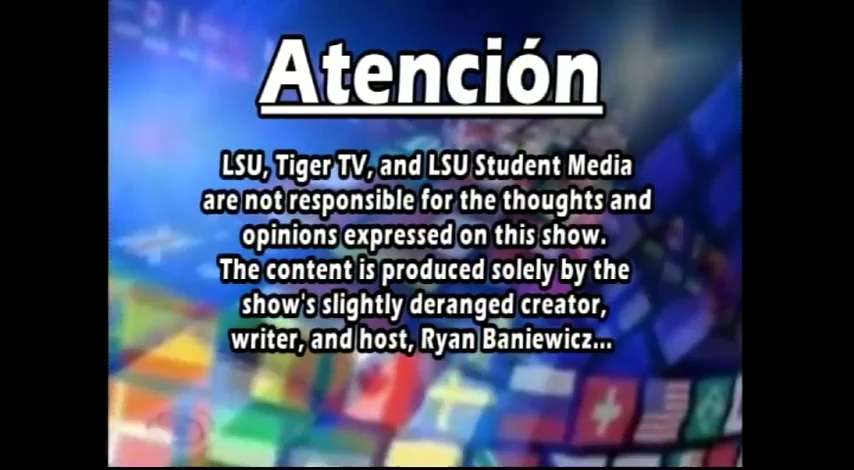 Atención
LSU, Tiger TV, and LSU Student Media
are not responsible for the thoughts and
opinions expressed on this show.
The content is produced solely by the
show's slightly deranged creator,
writer, and host, Ryan Baniewicz...